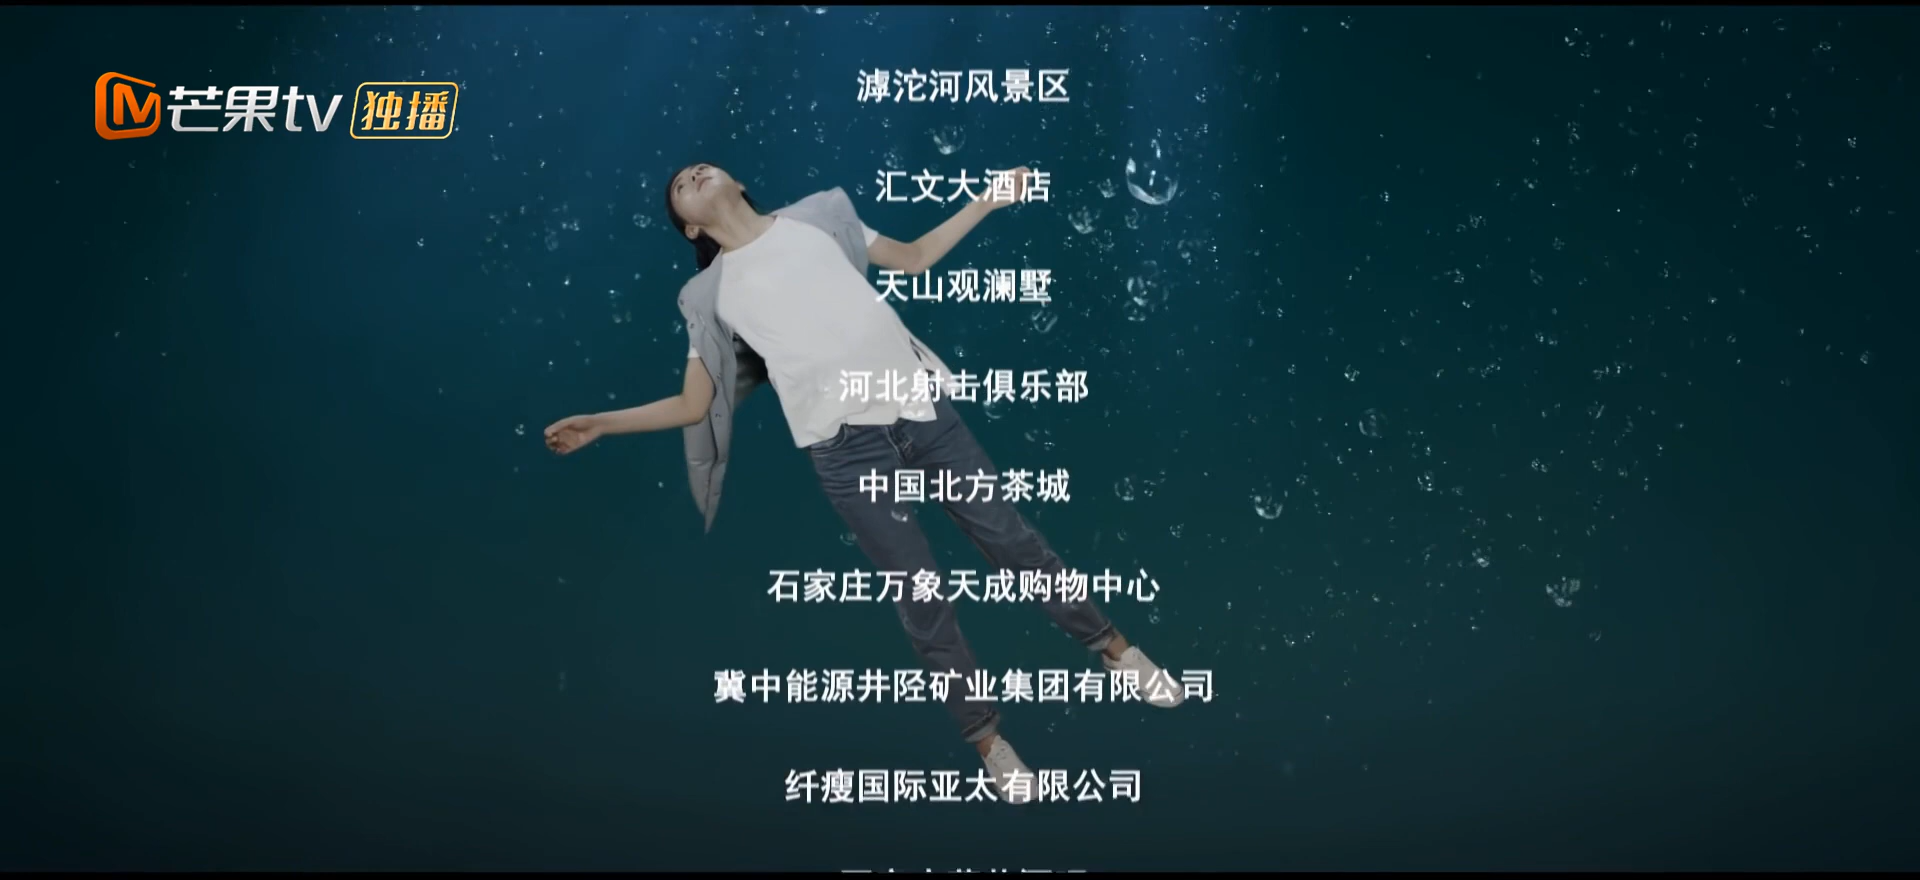 芒果tv 独播
滹沱河风景区
汇文大酒店
天山观澜墅
河北射击俱乐部
中国北方茶城
石家庄万象天成购物中心
冀中能源井陉矿业集团有限公司
纤瘦国际亚太有限公司